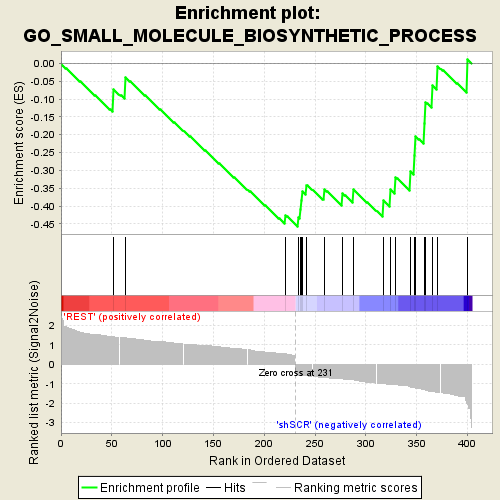 Enrichment plot:
GO_SMALL_MOLECULE_BIOSYNTHETIC_PROCESS
Enrichment score (ES)
0.00
-0.05
-0.10
-0.15
-0.20
-0.25
-0.30
-0.35
-0.40
-0.45
'REST' (positively correlated)
Ranked list metric (Signal2Noise)
2
1
0
-1
-2
-3
Zero cross at 231
'shSCR' (negatively correlated)
0
50
100
150
200
250
300
350
400
Rank in Ordered Dataset
Enrichment profile
Hits
Ranking metric scores